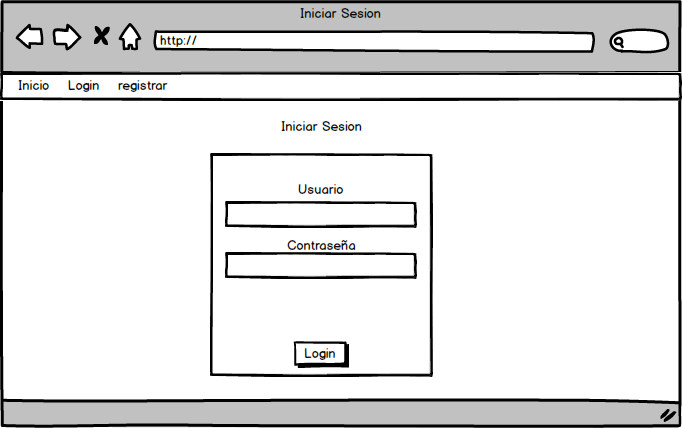 Iniciar Sesion
http://
Inicio Login registrar
Iniciar Sesion
Usuario
Contraseña
Login